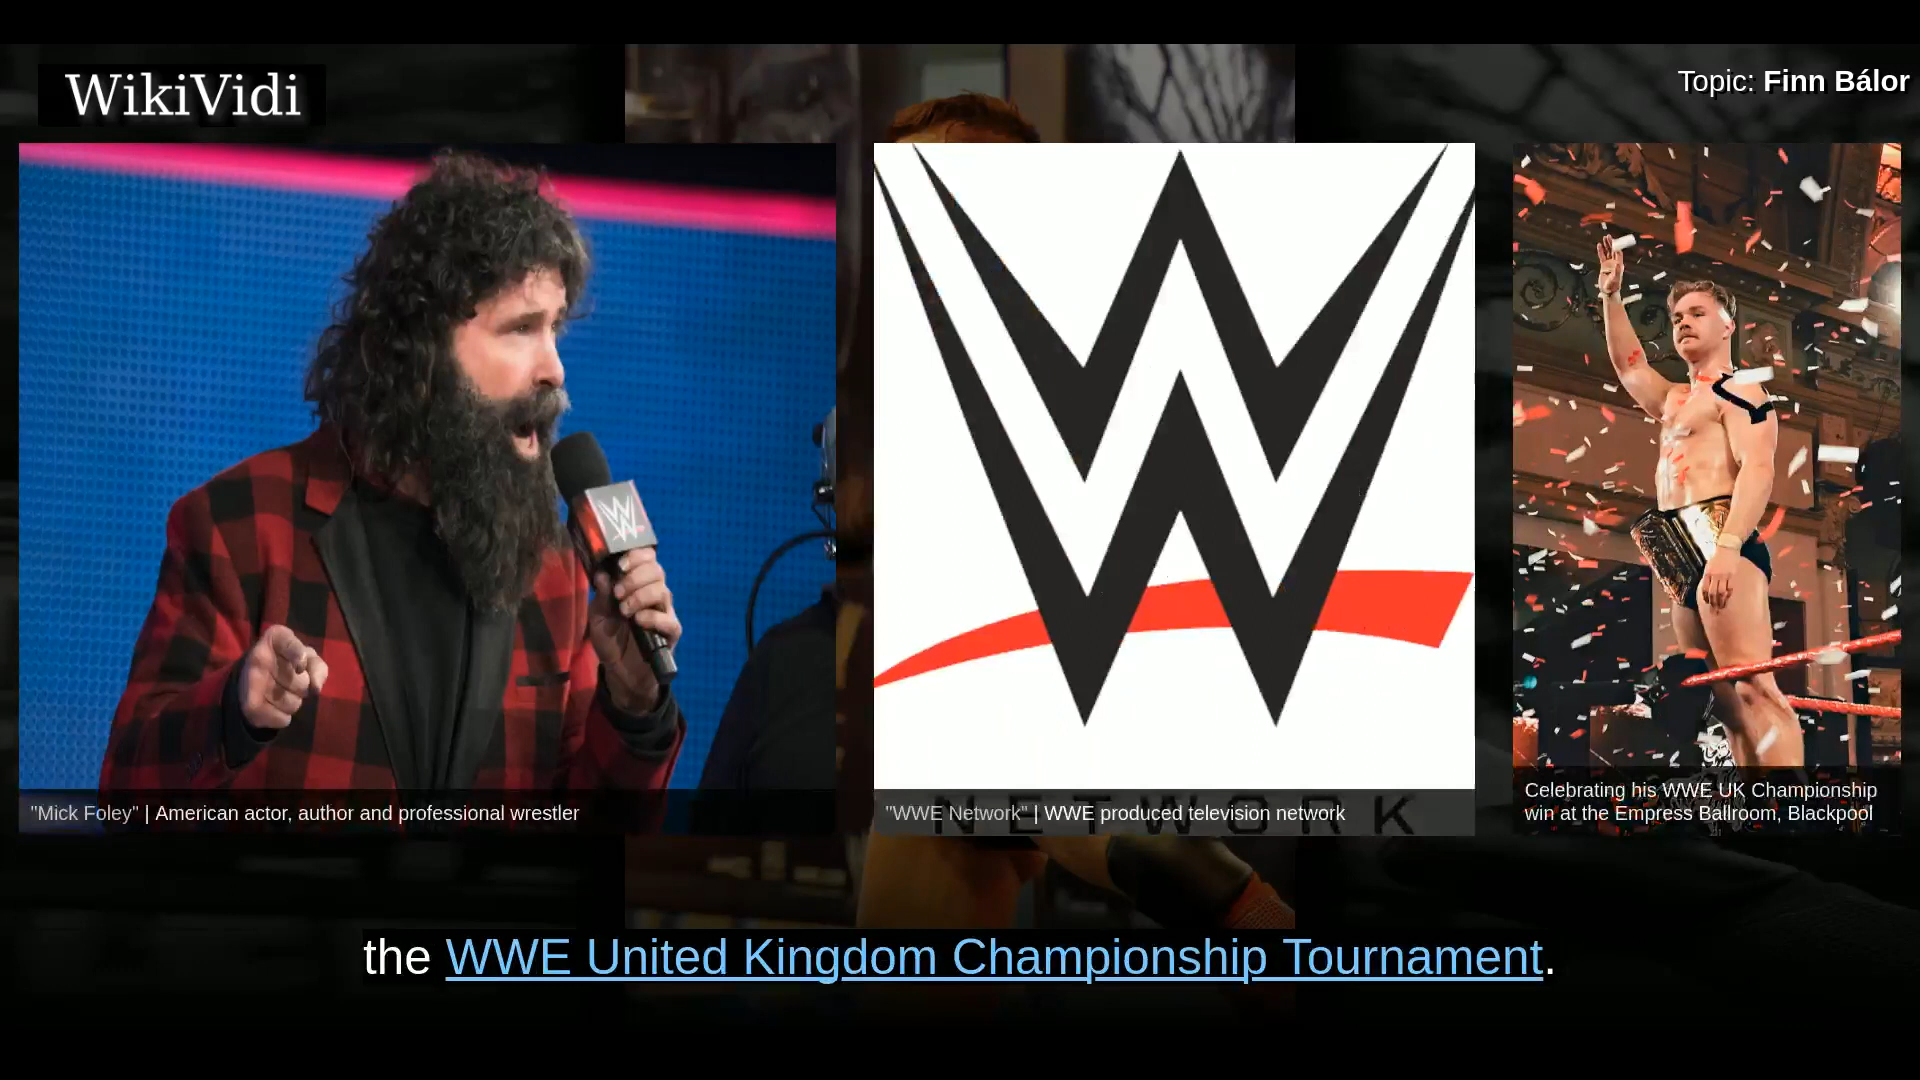 WikiVidi
Topic: Finn Bálor
"Mick Foley" | American actor, author and professional wrestler
NETWORK
"WWE Network" | WWE produced television network
Celebrating his WWE UK Championship
win at the Empress Ballroom, Blackpool
the WWE United Kingdom Championship Tournament.